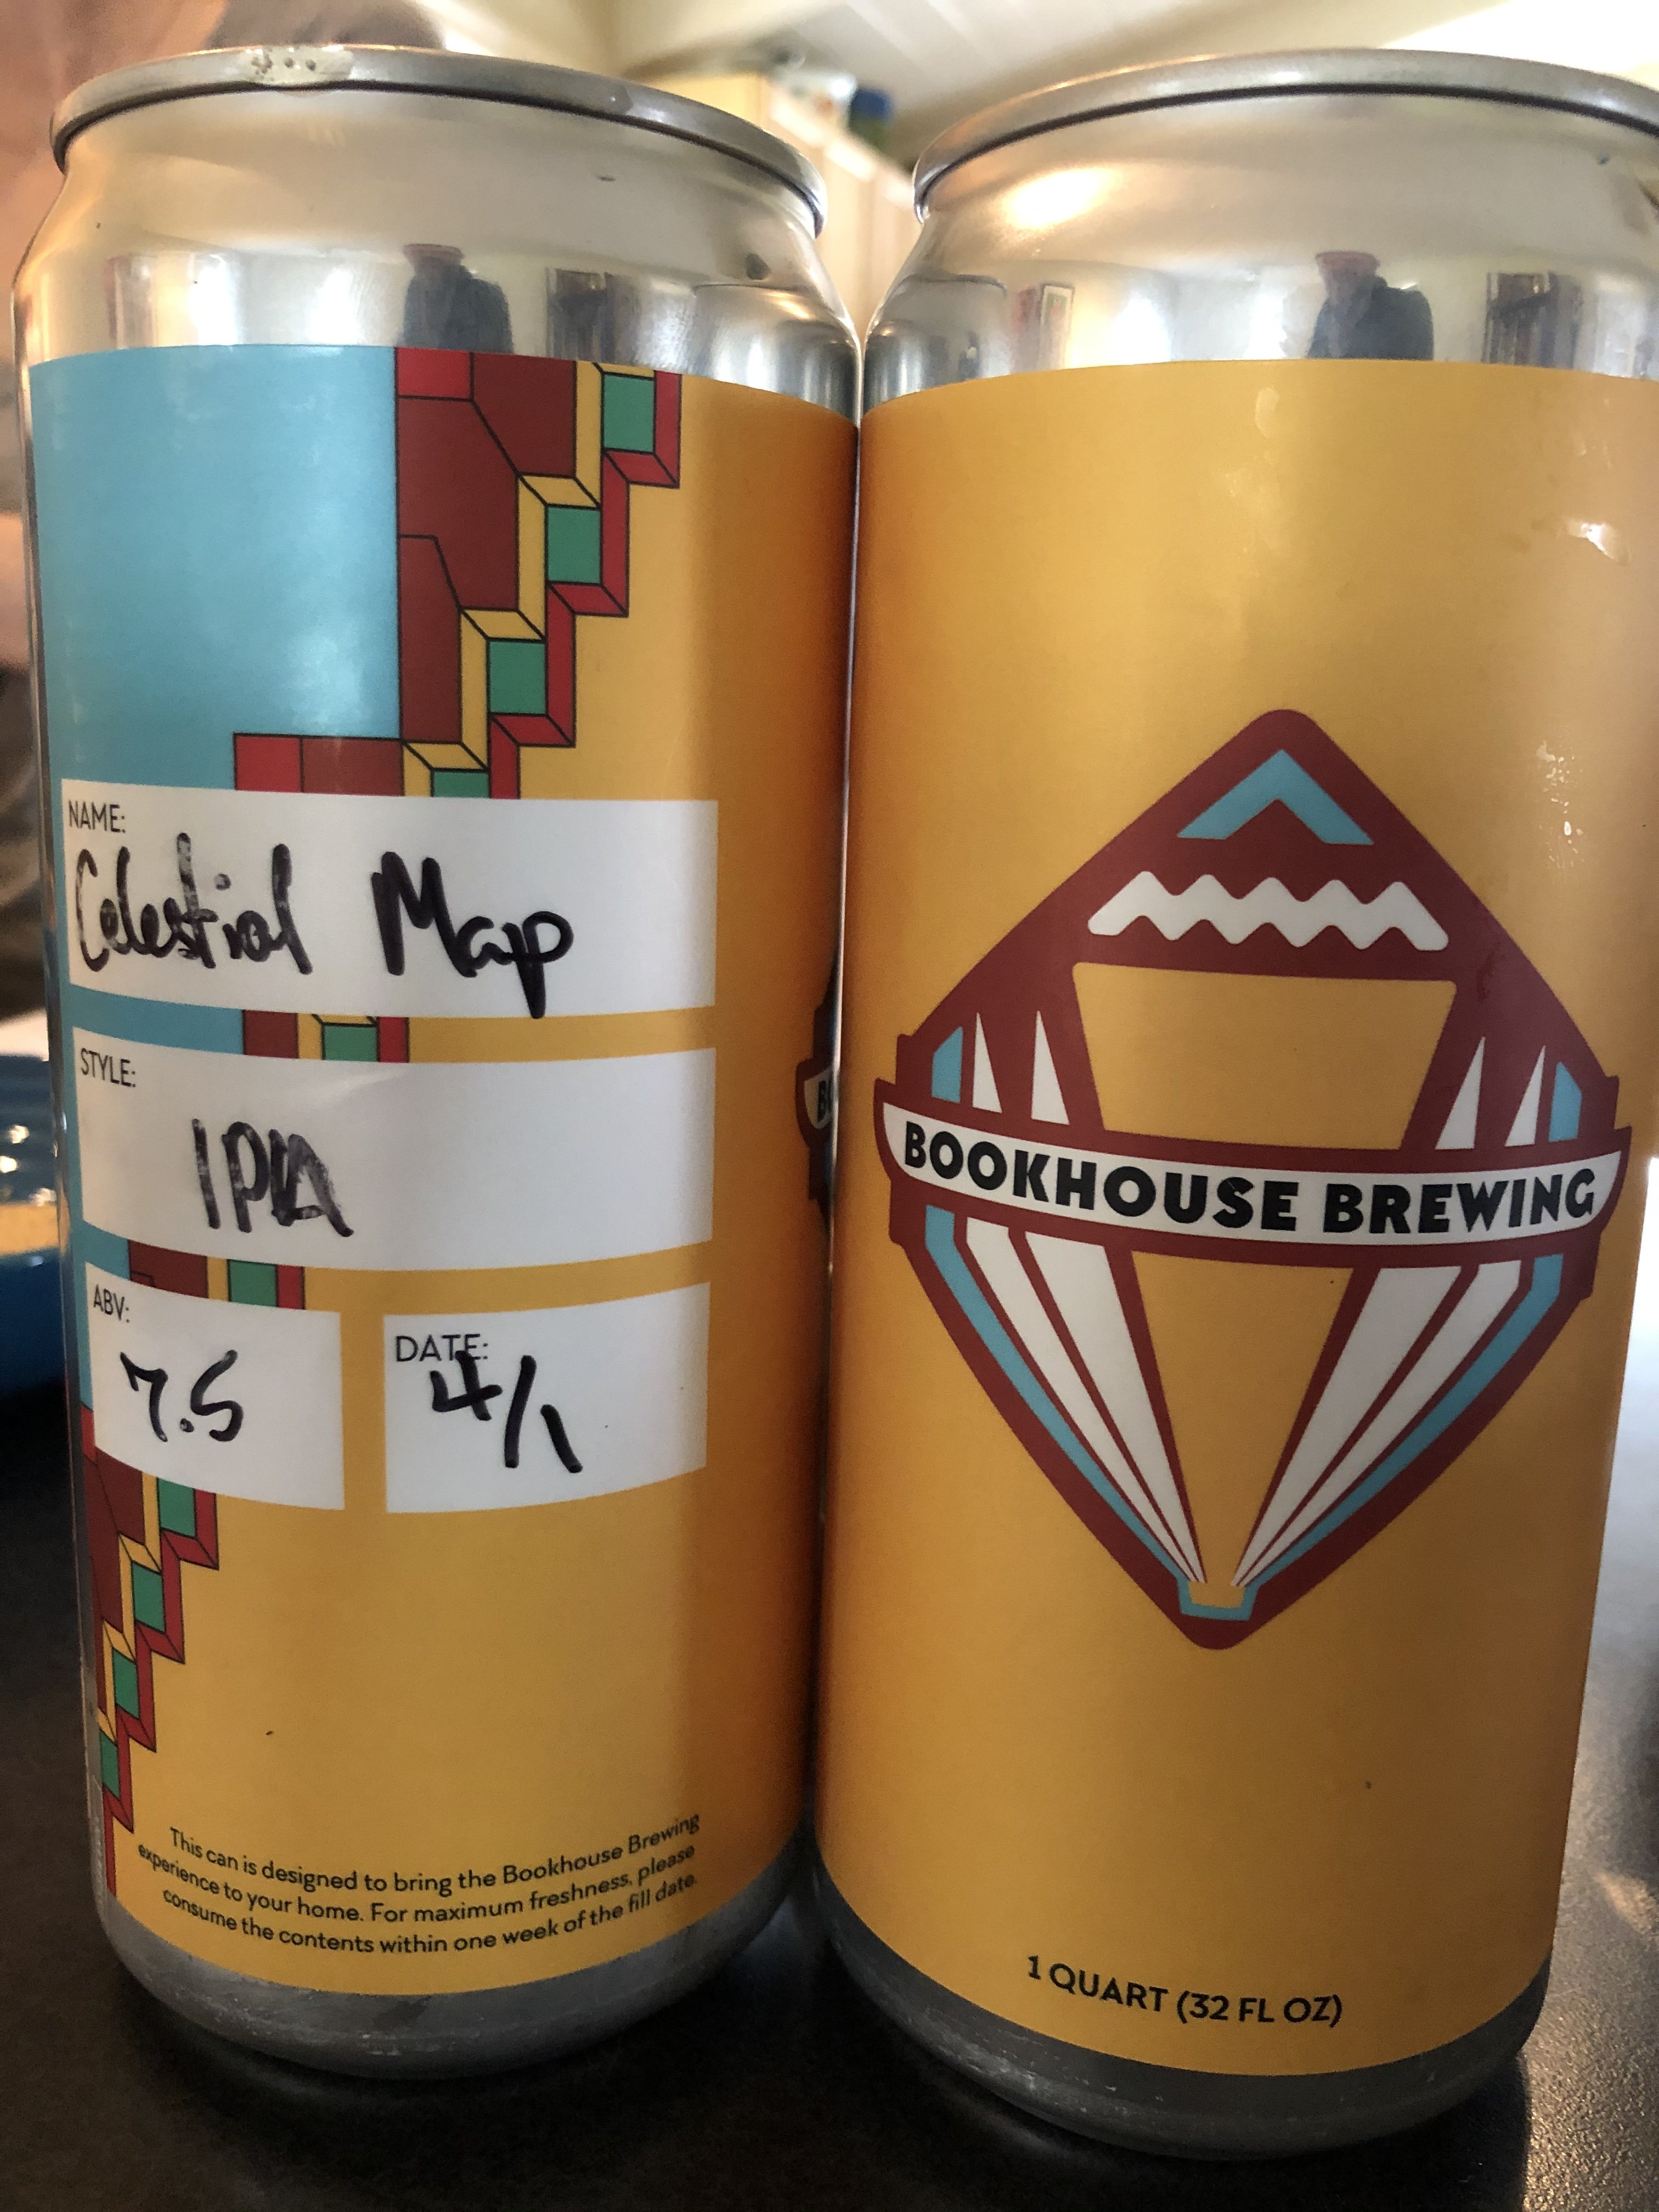 NAME:
Celestial Map
STYLE:
IPA
ABV:
7.5
DATE:
4/1
This can is designed to bring the Bookhouse Brewing
experience to your home. For maximum freshness, please
consume the contents within one week of the fill date.
BOOKHOUSE BREWING
1 QUART (32 FL OZ)